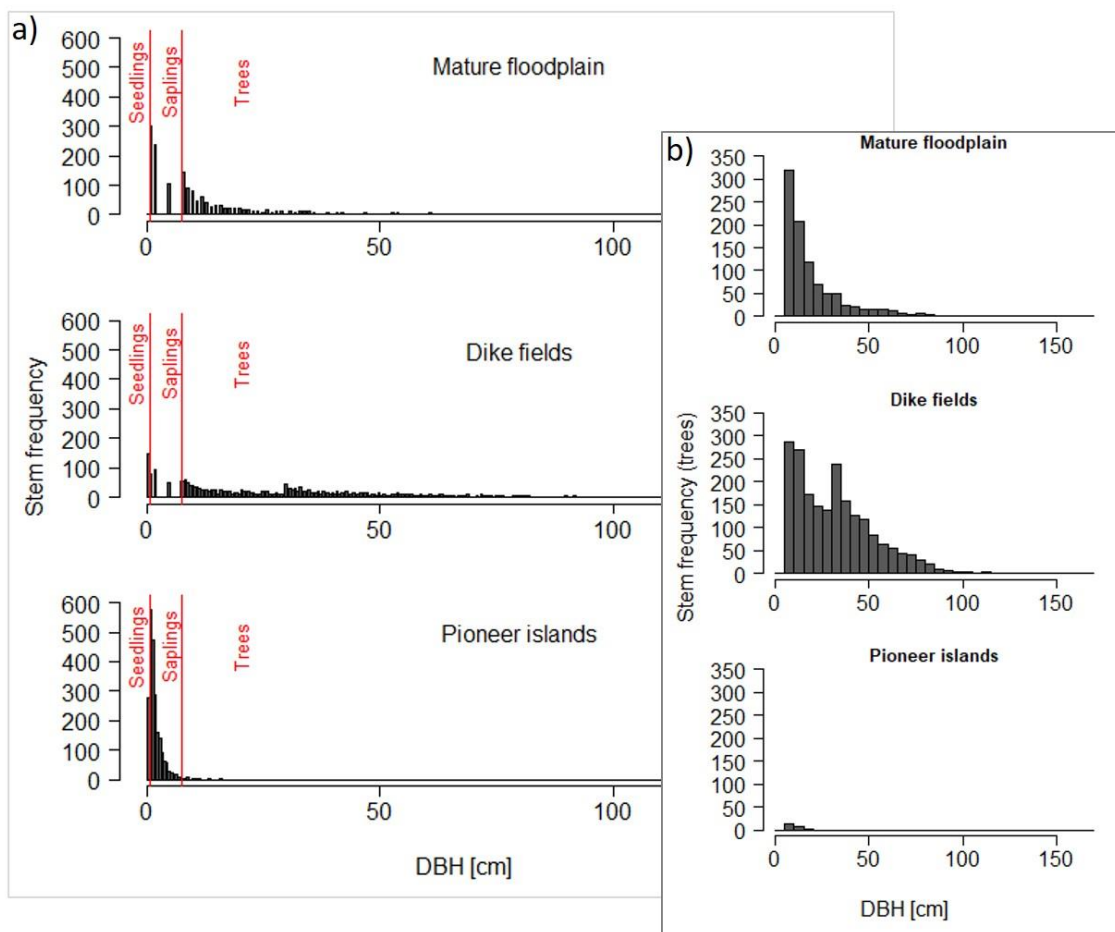 a)
600
500
400
300
200
100
0
Seedlings
Saplings
Trees
Mature floodplain
0 50 100
600
500
400
300
200
100
0
Seedlings
Saplings
Trees
Dike fields
0 50 100
600
500
400
300
200
100
0
Seedlings
Saplings
Trees
Pioneer islands
0 50 100
Stem frequency
DBH [cm]
b)
Mature floodplain
350
300
250
200
150
100
50
0
0 50 100 150
Dike fields
350
300
250
200
150
100
50
0
0 50 100 150
Pioneer islands
350
300
250
200
150
100
50
0
0 50 100 150
Stem frequency (trees)
DBH [cm]